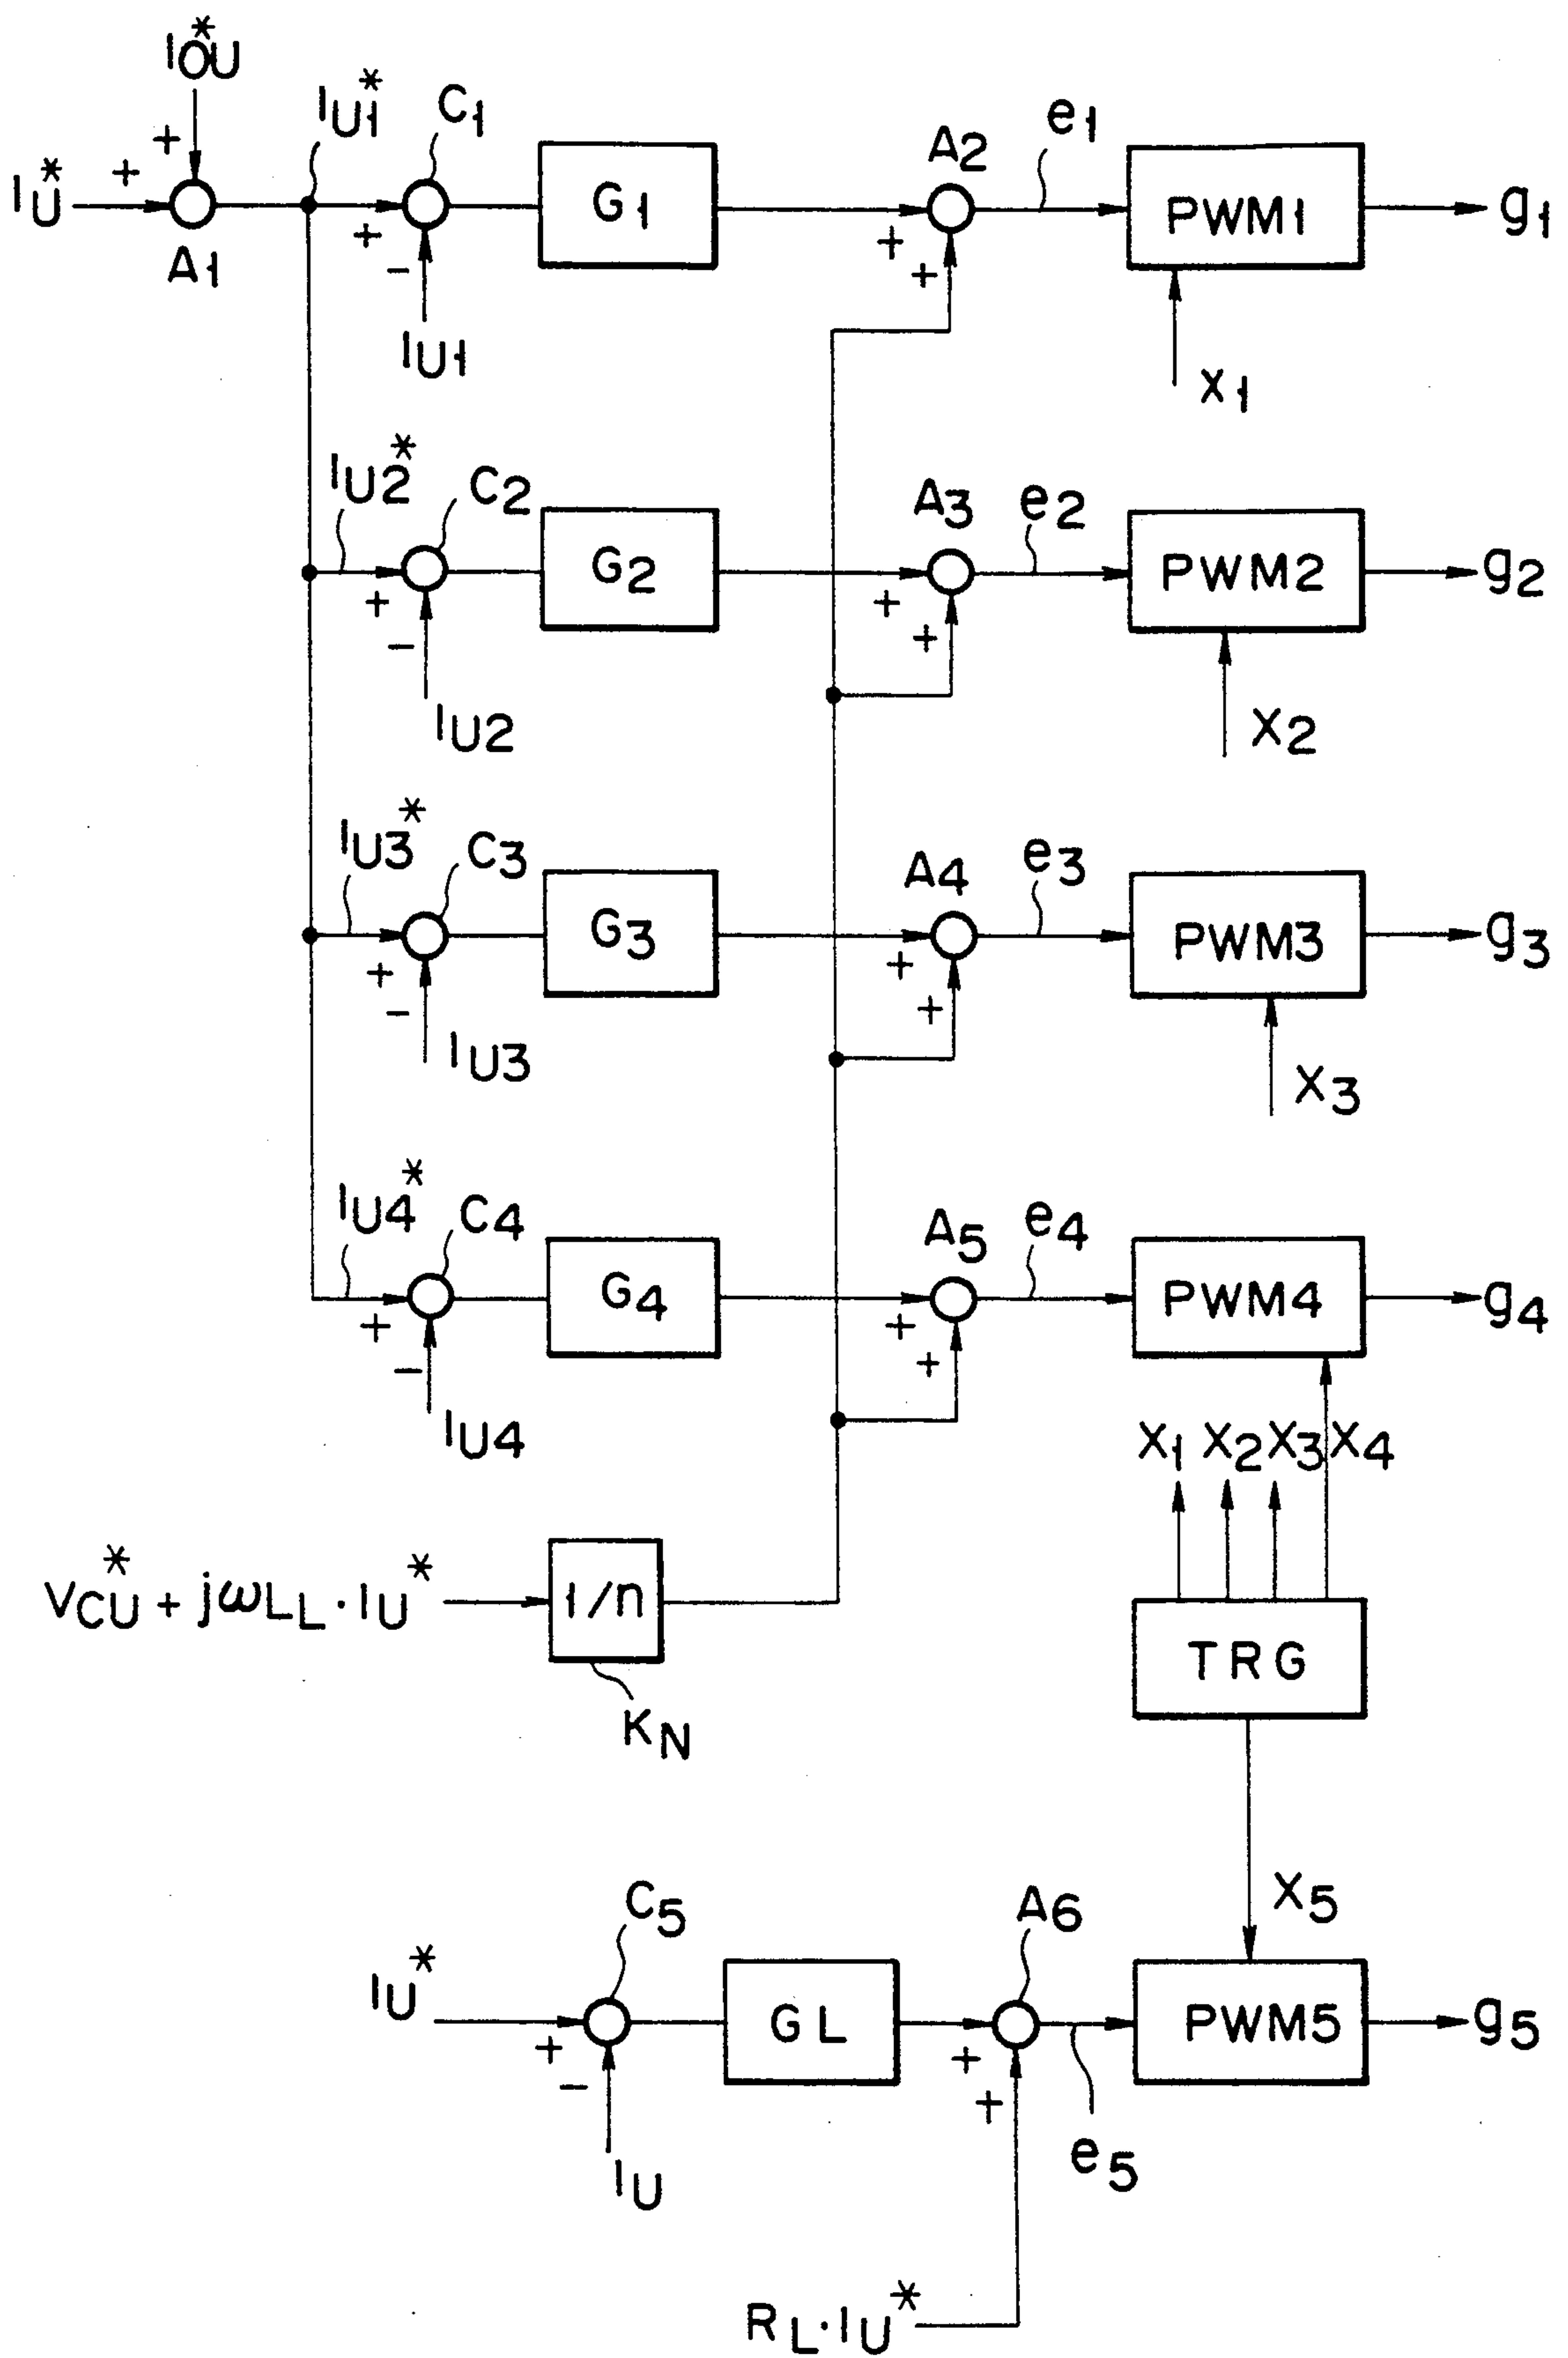 IOU*
IU1*
C1
IU*
+
+
A1
+
-
IU1
G1
A2
+
+
e1
PWM1
g1
X1
IU2*
C2
+
-
IU2
G2
A3
+
+
e2
PWM2
g2
X2
IU3*
C3
+
-
IU3
G3
A4
+
+
e3
PWM3
g3
X3
IU4*
C4
+
-
IU4
G4
A5
+
+
e4
PWM4
g4
X1 X2 X3 X4
VCU* + jωLL·IU*
1/n
KN
TRG
X5
IU*
C5
+
-
IU
GL
A6
+
+
e5
PWM5
g5
RL·IU*